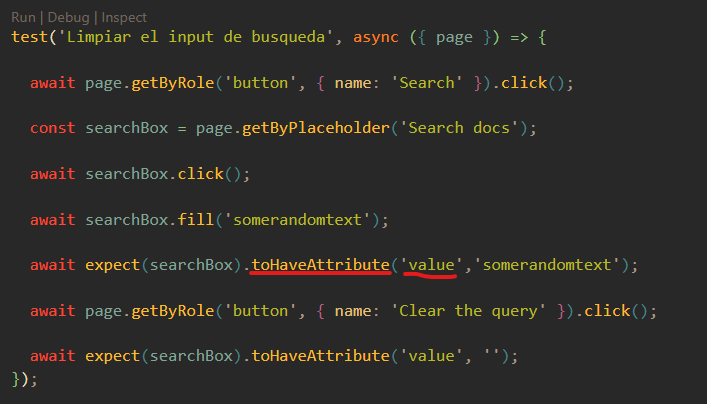 Run | Debug | Inspect
test('Limpiar el input de busqueda', async ({ page }) => {
await page.getByRole('button', { name: 'Search' }).click();
const searchBox = page.getByPlaceholder('Search docs');
await searchBox.click();
await searchBox.fill('somerandomtext');
await expect(searchBox).toHaveAttribute('value','somerandomtext');
await page.getByRole('button', { name: 'Clear the query' }).click();
await expect(searchBox).toHaveAttribute('value', '');
});